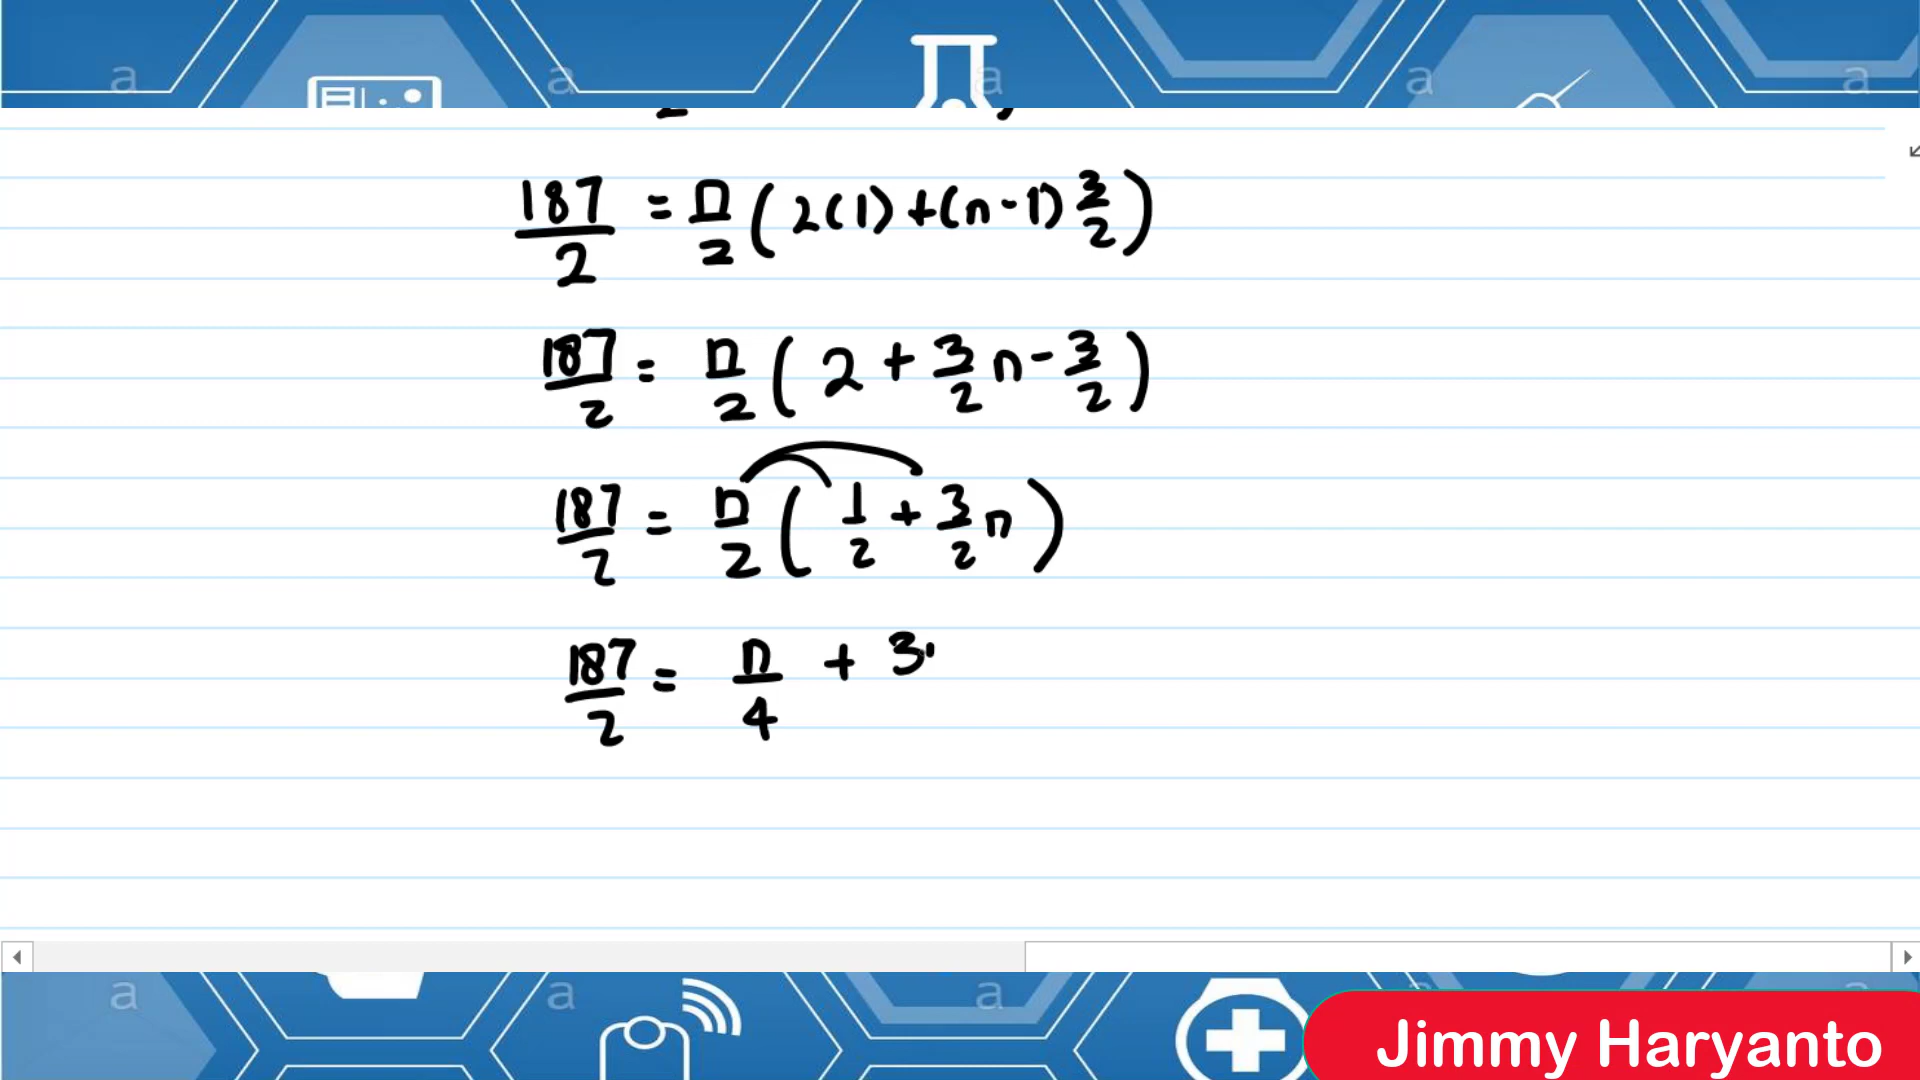 187/2 = n/2 ( 2(1) + (n - 1) 3/2 )
187/2 = n/2 ( 2 + 3/2 n - 3/2 )
187/2 = n/2 ( 1/2 + 3/2 n )
187/2 = n/4 + 3
a a a a a
a a a
Jimmy Haryanto